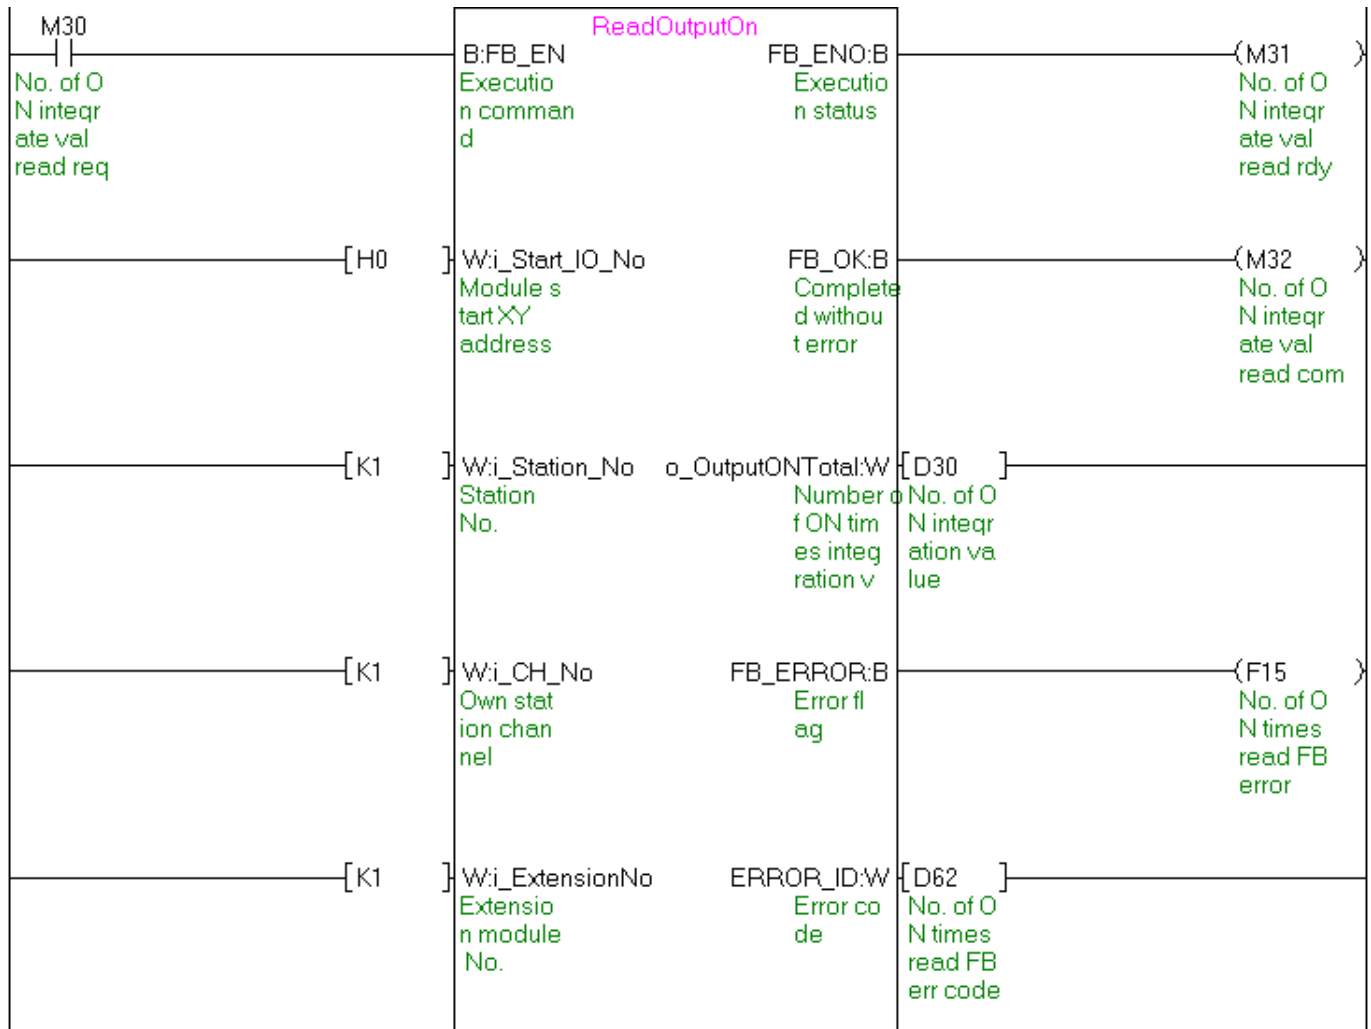 M30
ReadOutputOn
B:FB_EN
FB_ENO:B
(M31 )
No. of O
N inteqr
ate val
read req
Executio
n comman
d
Executio
n status
No. of O
N inteqr
ate val
read rdy
[H0 ]
W:i_Start_IO_No
FB_OK:B
(M32 )
Module s
tart XY
address
Complete
d withou
t error
No. of O
N inteqr
ate val
read com
[K1 ]
W:i_Station_No
o_OutputONTotal:W
[D30 ]
Station
No.
Number o
f ON tim
es integ
ration v
No. of O
N inteqr
ation va
lue
[K1 ]
W:i_CH_No
FB_ERROR:B
(F15 )
Own stat
ion chan
nel
Error fl
ag
No. of O
N times
read FB
error
[K1 ]
W:i_ExtensionNo
ERROR_ID:W
[D62 ]
Extensio
n module
No.
Error co
de
No. of O
N times
read FB
err code